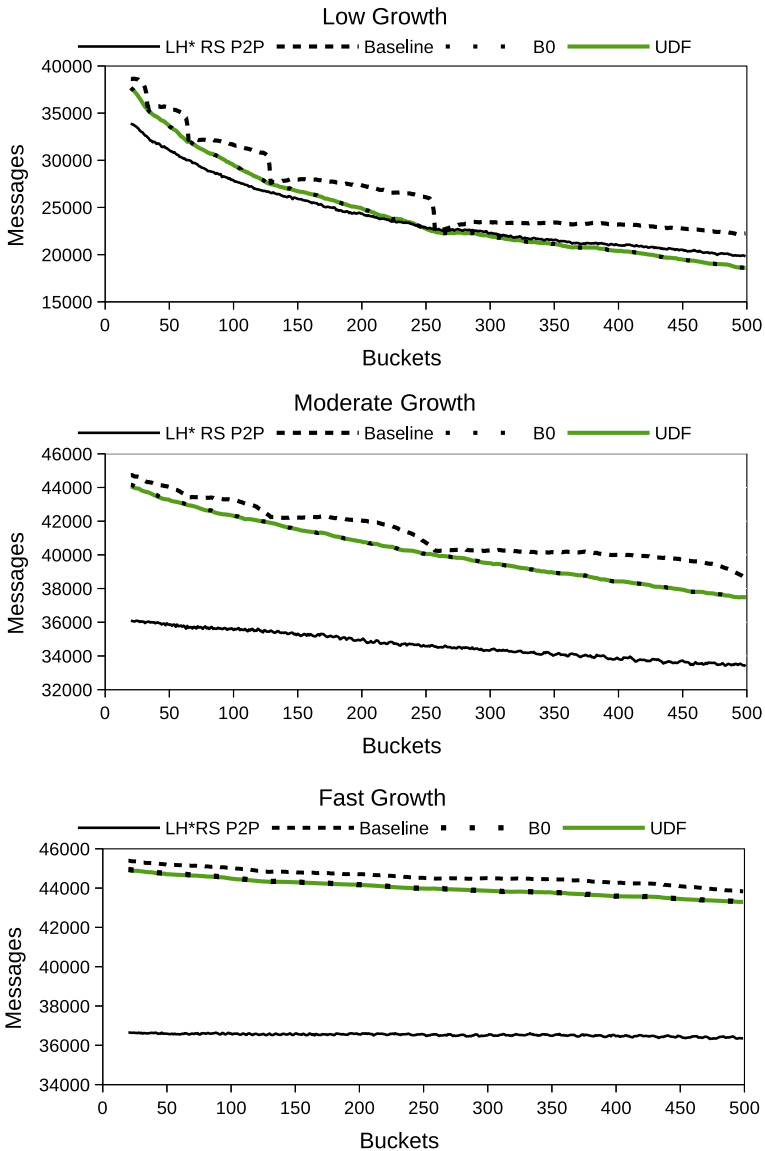 Low Growth
LH* RS P2P Baseline B0 UDF
40000
35000
30000
25000
20000
15000
Messages
0 50 100 150 200 250 300 350 400 450 500
Buckets
Moderate Growth
LH* RS P2P Baseline B0 UDF
46000
44000
42000
40000
38000
36000
34000
32000
Messages
0 50 100 150 200 250 300 350 400 450 500
Buckets
Fast Growth
LH*RS P2P Baseline B0 UDF
46000
44000
42000
40000
38000
36000
34000
Messages
0 50 100 150 200 250 300 350 400 450 500
Buckets